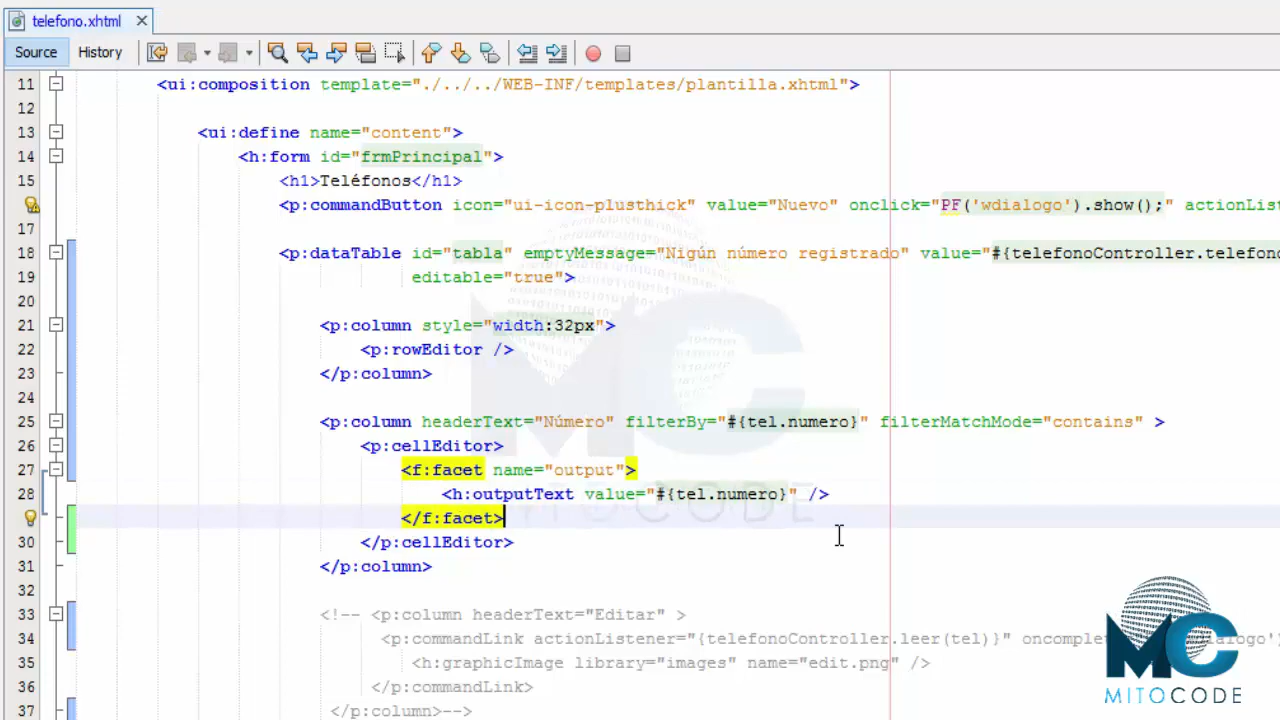 telefono.xhtml
Source History
11 <ui:composition template="./../../WEB-INF/templates/plantilla.xhtml">
12
13 <ui:define name="content">
14 <h:form id="frmPrincipal">
15 <h1>Teléfonos</h1>
<p:commandButton icon="ui-icon-plusthick" value="Nuevo" onclick="PF('wdialogo').show();" actionList
17
18 <p:dataTable id="tabla" emptyMessage="Nigún número registrado" value="#{telefonoController.telefono
19 editable="true">
20
21 <p:column style="width:32px">
22 <p:rowEditor />
23 </p:column>
24
25 <p:column headerText="Número" filterBy="#{tel.numero}" filterMatchMode="contains" >
26 <p:cellEditor>
27 <f:facet name="output">
28 <h:outputText value="#{tel.numero}" />
</f:facet>
30 </p:cellEditor>
31 </p:column>
32
33 <!-- <p:column headerText="Editar" >
34 <p:commandLink actionListener="{telefonoController.leer(tel)}" oncomplet
35 <h:graphicImage library="images" name="edit.png" />
36 </p:commandLink>
37 </p:column>-->
MC
MITOCODE
MC
MITOCODE